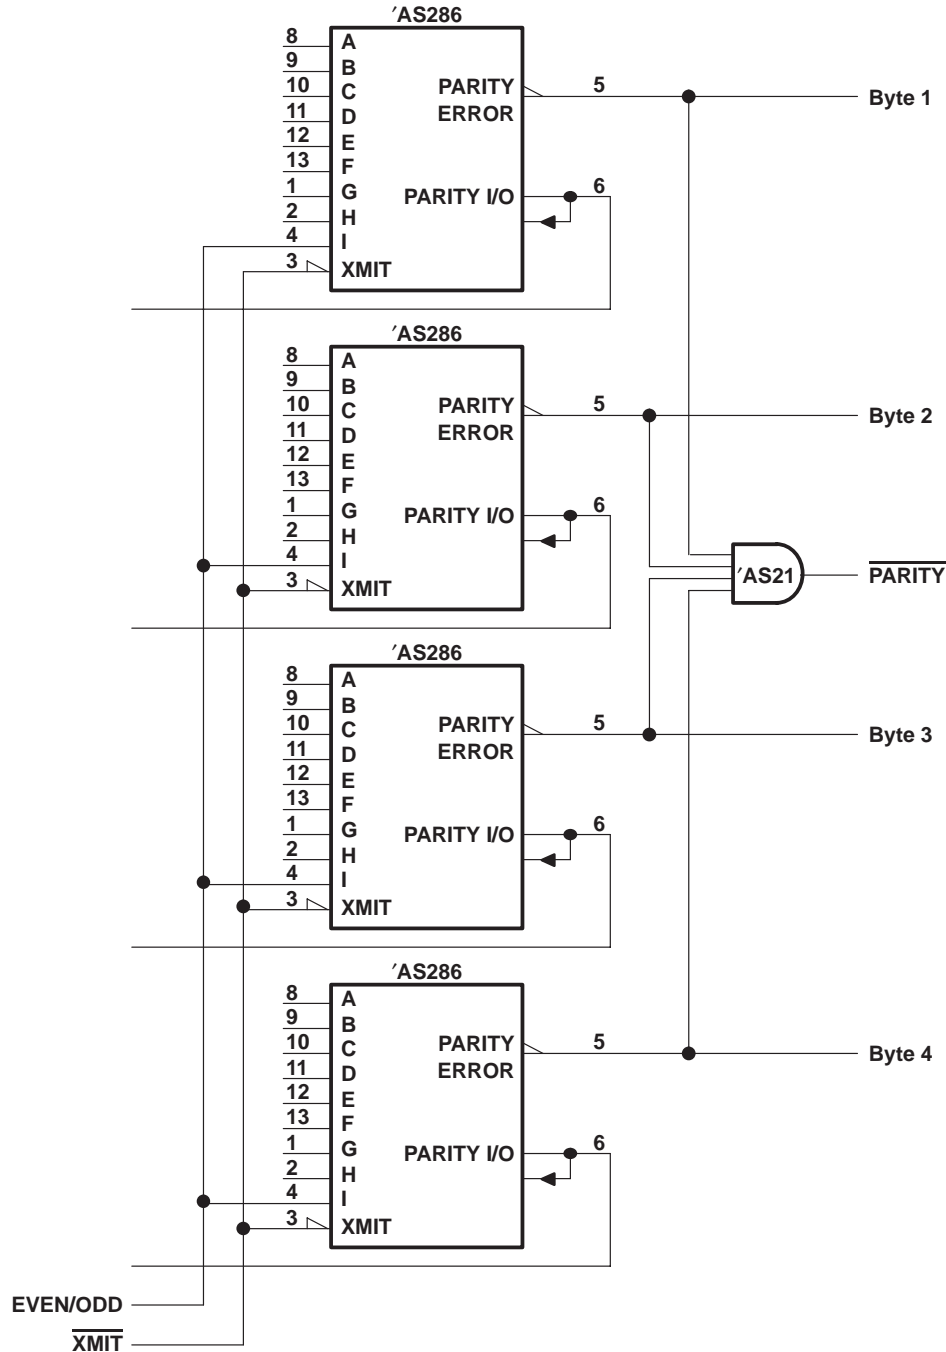 ′AS286
8 A
9 B
10 C
11 D
12 E
13 F
1 G
2 H
4 I
3 XMIT
PARITY
ERROR
5
Byte 1
PARITY I/O
6
′AS286
8 A
9 B
10 C
11 D
12 E
13 F
1 G
2 H
4 I
3 XMIT
PARITY
ERROR
5
Byte 2
PARITY I/O
6
′AS21
PARITY
′AS286
8 A
9 B
10 C
11 D
12 E
13 F
1 G
2 H
4 I
3 XMIT
PARITY
ERROR
5
Byte 3
PARITY I/O
6
′AS286
8 A
9 B
10 C
11 D
12 E
13 F
1 G
2 H
4 I
3 XMIT
PARITY
ERROR
5
Byte 4
PARITY I/O
6
EVEN/ODD
XMIT